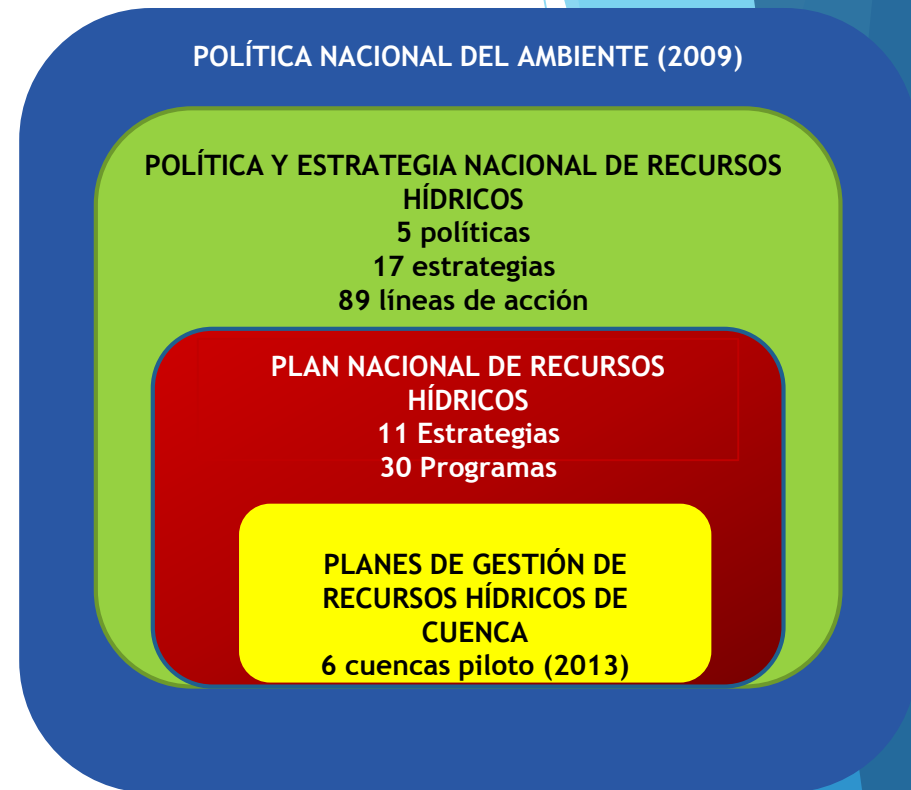 POLÍTICA NACIONAL DEL AMBIENTE (2009)
POLÍTICA Y ESTRATEGIA NACIONAL DE RECURSOS
HÍDRICOS
5 políticas
17 estrategias
89 líneas de acción
PLAN NACIONAL DE RECURSOS
HÍDRICOS
11 Estrategias
30 Programas
PLANES DE GESTIÓN DE
RECURSOS HÍDRICOS DE
CUENCA
6 cuencas piloto (2013)